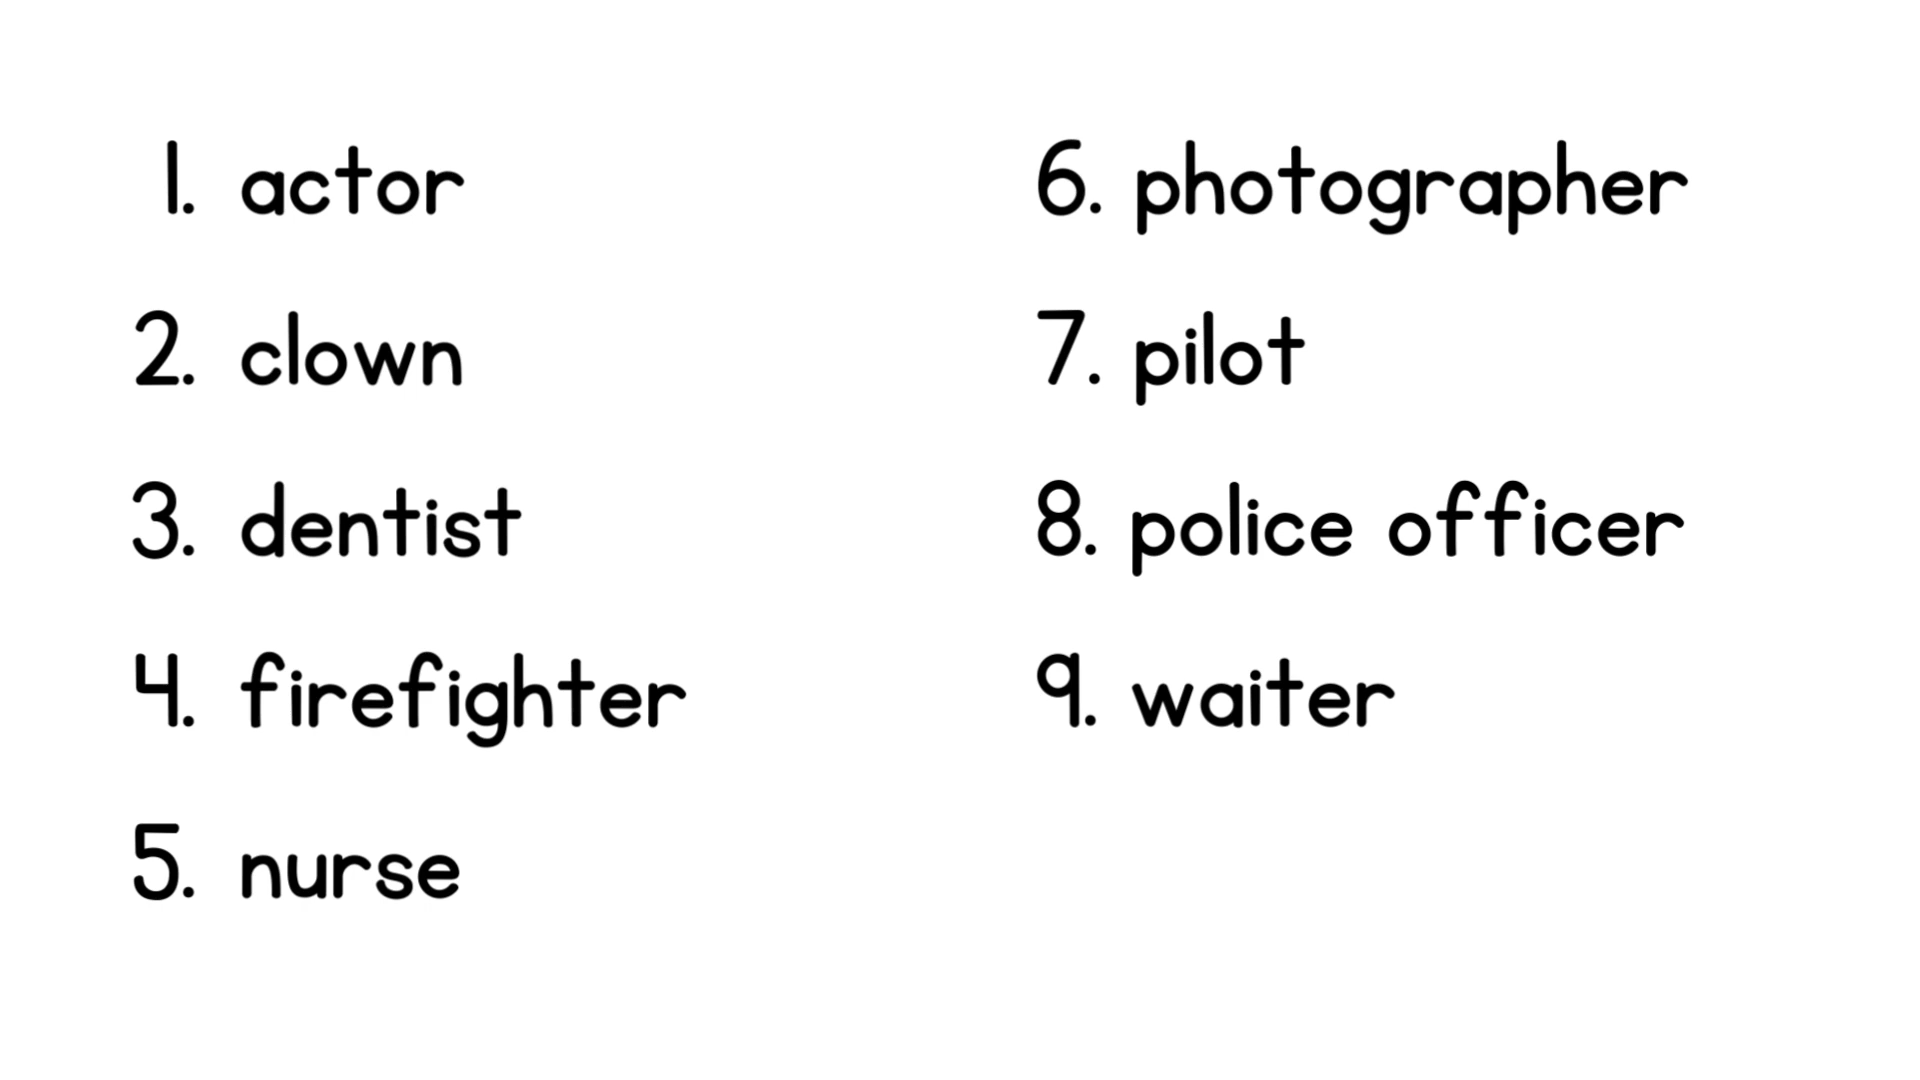 1. actor
2. clown
3. dentist
4. firefighter
5. nurse
6. photographer
7. pilot
8. police officer
9. waiter